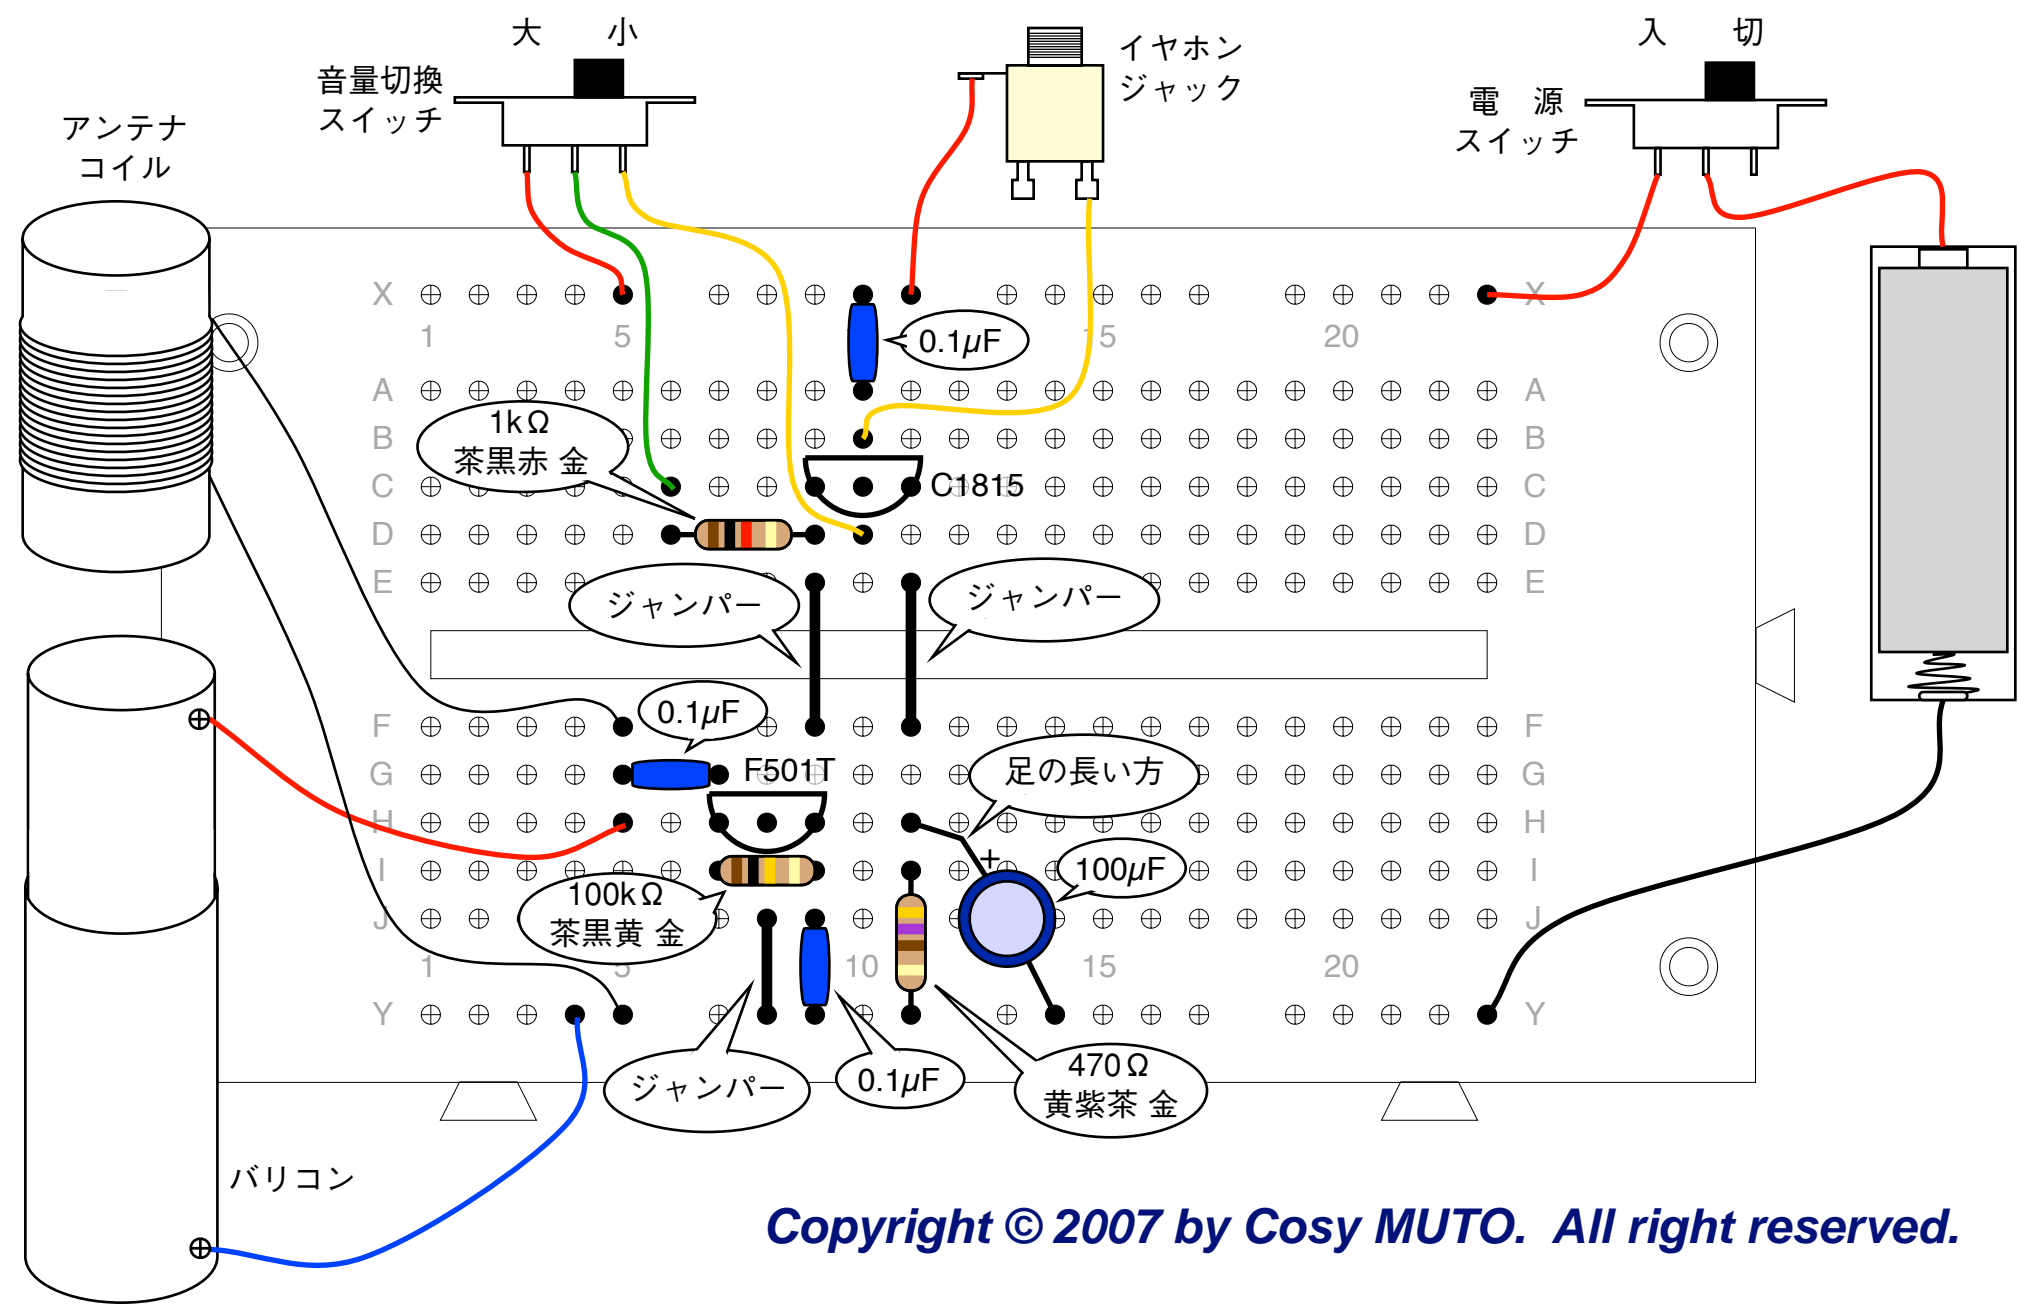 大 小
音量切換
スイッチ
イヤホン
ジャック
入 切
電 源
スイッチ
アンテナ
コイル
X
X
1
5
15
20
0.1µF
A
A
B
B
1kΩ
茶黒赤 金
C
C1815
C
D
D
E
E
ジャンパー
ジャンパー
F
0.1µF
F
G
F501T
足の長い方
G
H
H
I
+
100µF
I
100kΩ
茶黒黄 金
J
J
1
5
10
15
20
Y
Y
ジャンパー
0.1µF
470Ω
黄紫茶 金
バリコン
Copyright © 2007 by Cosy MUTO. All right reserved.